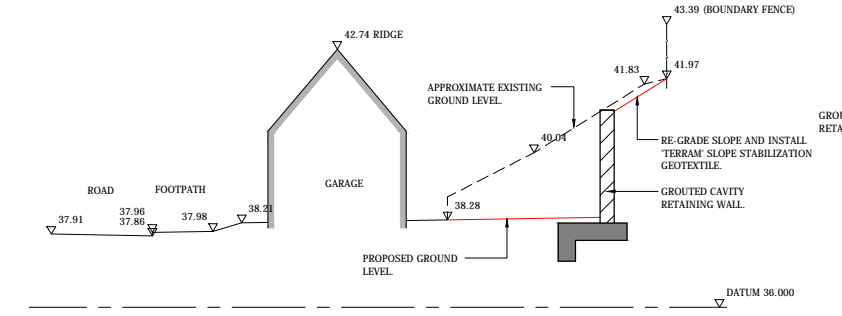 43.39 (BOUNDARY FENCE)
42.74 RIDGE
41.83
41.97
APPROXIMATE EXISTING
GROUND LEVEL.
40.04
GROU
RETA
RE-GRADE SLOPE AND INSTALL
'TERRAM' SLOPE STABILIZATION
GEOTEXTILE.
GARAGE
ROAD
FOOTPATH
GROUTED CAVITY
RETAINING WALL.
37.91
37.96
37.86
37.98
38.21
38.28
PROPOSED GROUND
LEVEL.
DATUM 36.000